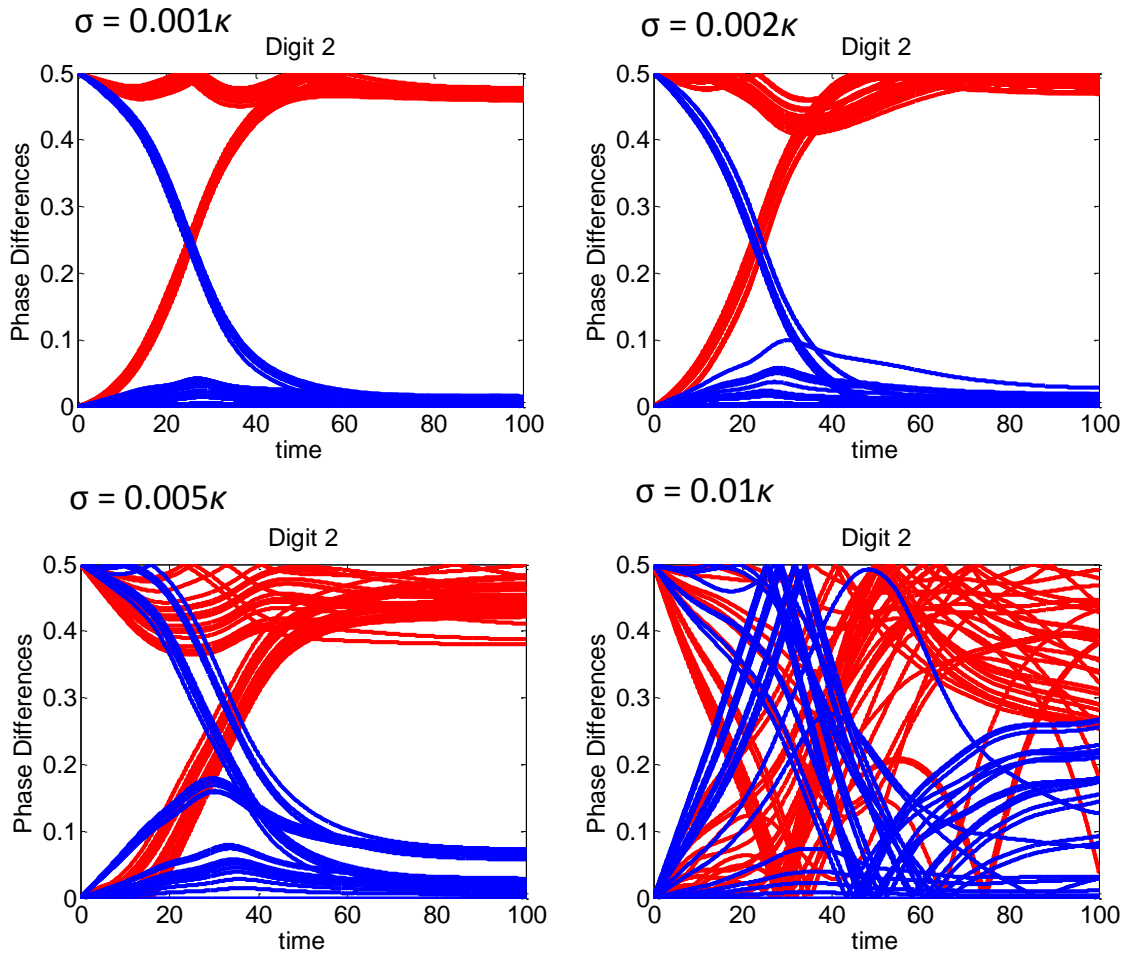 σ = 0.001κ
Digit 2
0.5
0.4
0.3
0.2
0.1
0
Phase Differences
0 20 40 60 80 100
time
σ = 0.002κ
Digit 2
0.5
0.4
0.3
0.2
0.1
0
Phase Differences
0 20 40 60 80 100
time
σ = 0.005κ
Digit 2
0.5
0.4
0.3
0.2
0.1
0
Phase Differences
0 20 40 60 80 100
time
σ = 0.01κ
Digit 2
0.5
0.4
0.3
0.2
0.1
0
Phase Differences
0 20 40 60 80 100
time